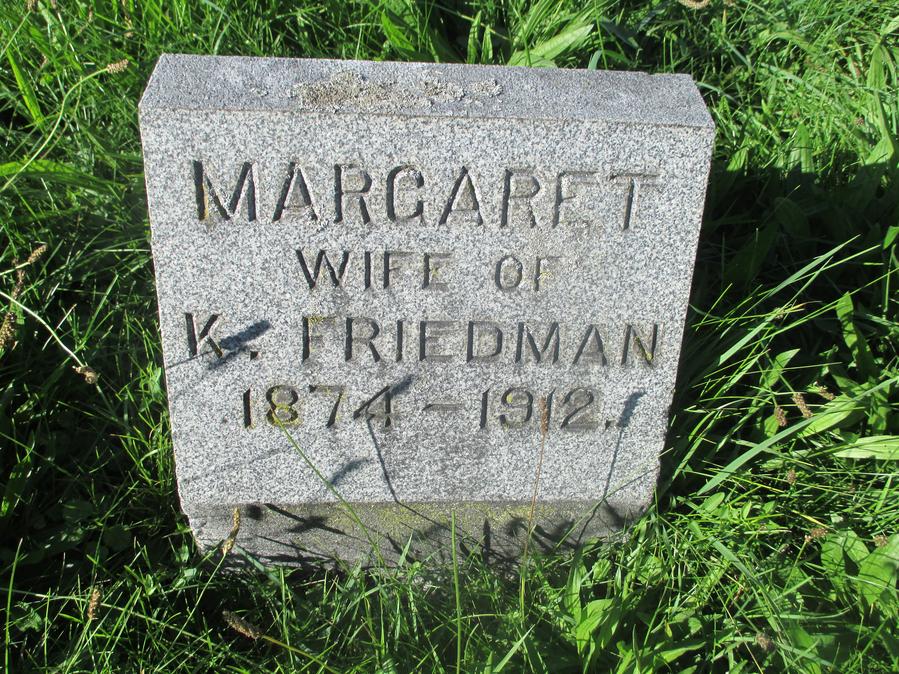 MARGARET
WIFE OF
K. FRIEDMAN
1874 - 1912.